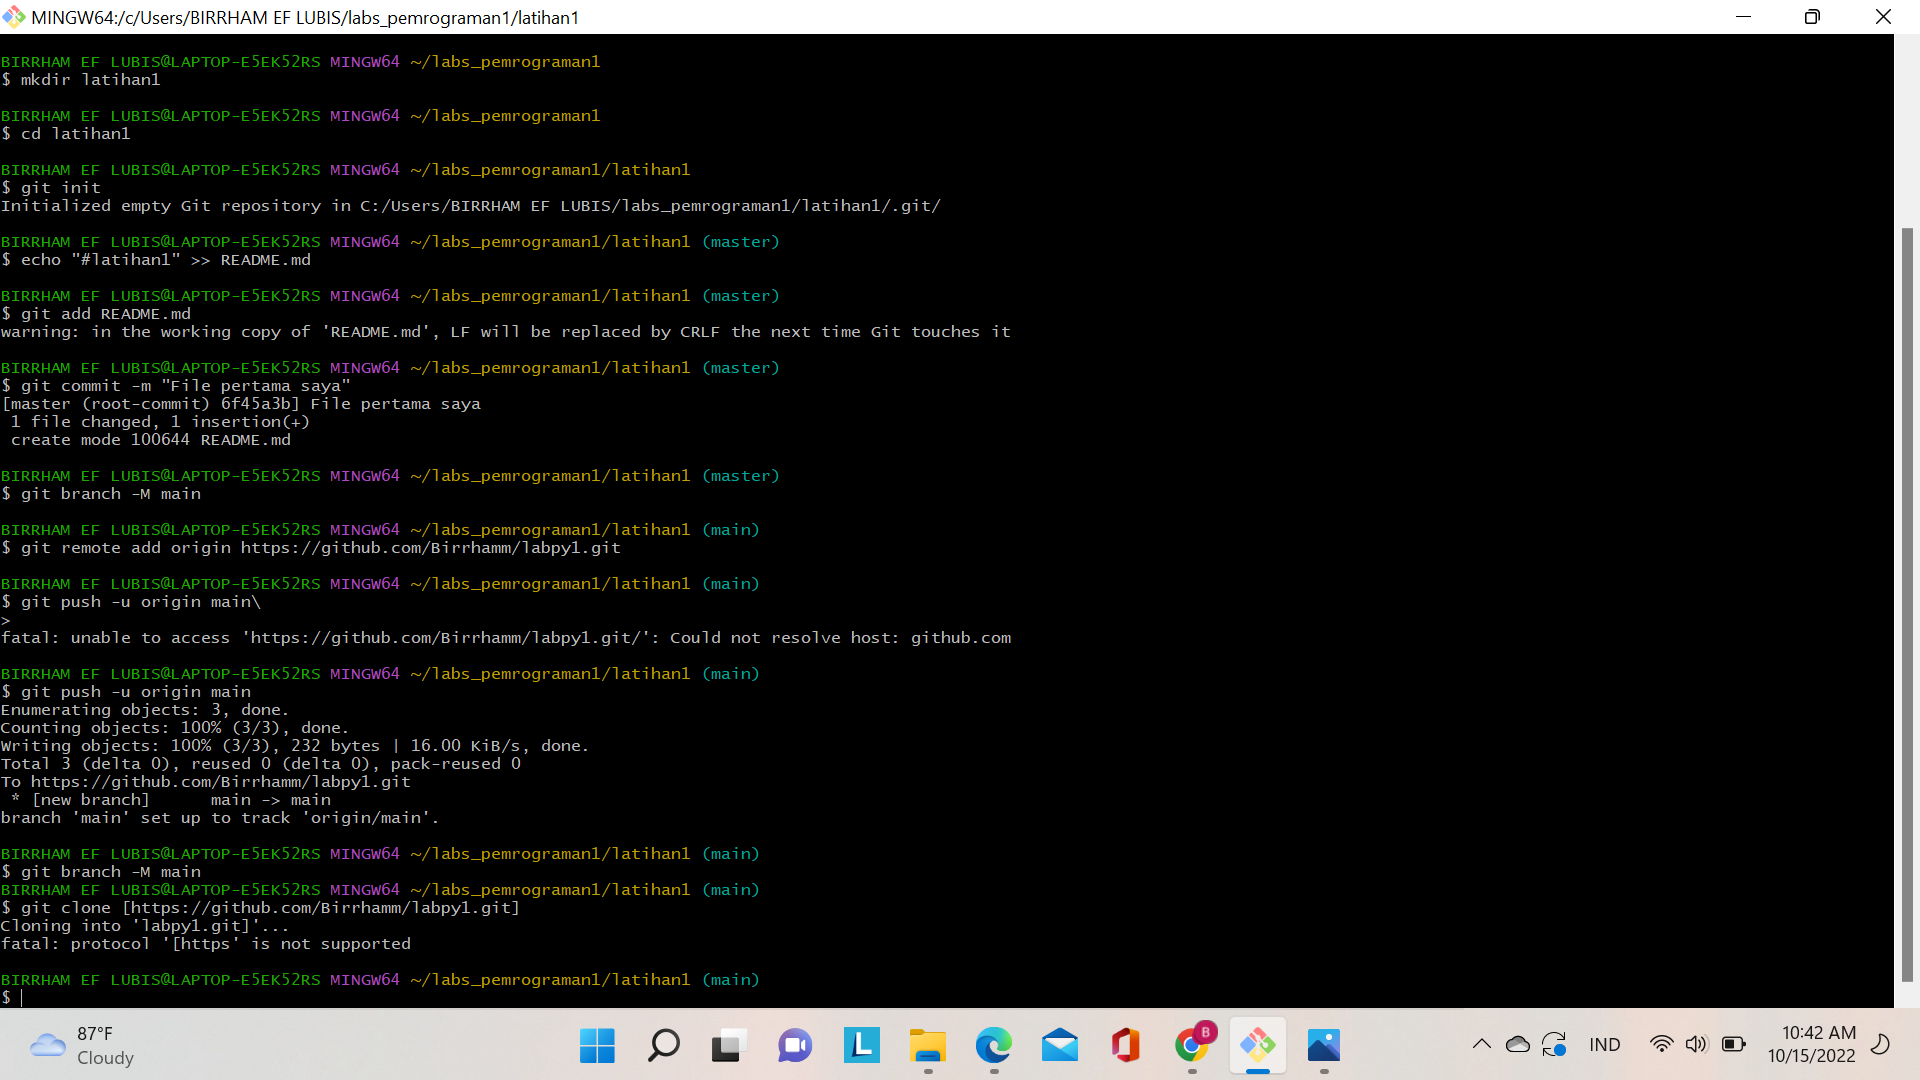 MINGW64:/c/Users/BIRRHAM EF LUBIS/labs_pemrograman1/latihan1
BIRRHAM EF LUBIS@LAPTOP-E5EK52RS MINGW64 ~/labs_pemrograman1
$ mkdir latihan1
BIRRHAM EF LUBIS@LAPTOP-E5EK52RS MINGW64 ~/labs_pemrograman1
$ cd latihan1
BIRRHAM EF LUBIS@LAPTOP-E5EK52RS MINGW64 ~/labs_pemrograman1/latihan1
$ git init
Initialized empty Git repository in C:/Users/BIRRHAM EF LUBIS/labs_pemrograman1/latihan1/.git/
BIRRHAM EF LUBIS@LAPTOP-E5EK52RS MINGW64 ~/labs_pemrograman1/latihan1 (master)
$ echo "#latihan1" >> README.md
BIRRHAM EF LUBIS@LAPTOP-E5EK52RS MINGW64 ~/labs_pemrograman1/latihan1 (master)
$ git add README.md
warning: in the working copy of 'README.md', LF will be replaced by CRLF the next time Git touches it
BIRRHAM EF LUBIS@LAPTOP-E5EK52RS MINGW64 ~/labs_pemrograman1/latihan1 (master)
$ git commit -m "File pertama saya"
[master (root-commit) 6f45a3b] File pertama saya
1 file changed, 1 insertion(+)
create mode 100644 README.md
BIRRHAM EF LUBIS@LAPTOP-E5EK52RS MINGW64 ~/labs_pemrograman1/latihan1 (master)
$ git branch -M main
BIRRHAM EF LUBIS@LAPTOP-E5EK52RS MINGW64 ~/labs_pemrograman1/latihan1 (main)
$ git remote add origin https://github.com/Birrhamm/labpy1.git
BIRRHAM EF LUBIS@LAPTOP-E5EK52RS MINGW64 ~/labs_pemrograman1/latihan1 (main)
$ git push -u origin main\
>
fatal: unable to access 'https://github.com/Birrhamm/labpy1.git/': Could not resolve host: github.com
BIRRHAM EF LUBIS@LAPTOP-E5EK52RS MINGW64 ~/labs_pemrograman1/latihan1 (main)
$ git push -u origin main
Enumerating objects: 3, done.
Counting objects: 100% (3/3), done.
Writing objects: 100% (3/3), 232 bytes | 16.00 KiB/s, done.
Total 3 (delta 0), reused 0 (delta 0), pack-reused 0
To https://github.com/Birrhamm/labpy1.git
* [new branch]      main -> main
branch 'main' set up to track 'origin/main'.
BIRRHAM EF LUBIS@LAPTOP-E5EK52RS MINGW64 ~/labs_pemrograman1/latihan1 (main)
$ git branch -M main
BIRRHAM EF LUBIS@LAPTOP-E5EK52RS MINGW64 ~/labs_pemrograman1/latihan1 (main)
$ git clone [https://github.com/Birrhamm/labpy1.git]
Cloning into 'labpy1.git]'...
fatal: protocol '[https' is not supported
BIRRHAM EF LUBIS@LAPTOP-E5EK52RS MINGW64 ~/labs_pemrograman1/latihan1 (main)
$
87°F
Cloudy
L
B
IND
10:42 AM
10/15/2022